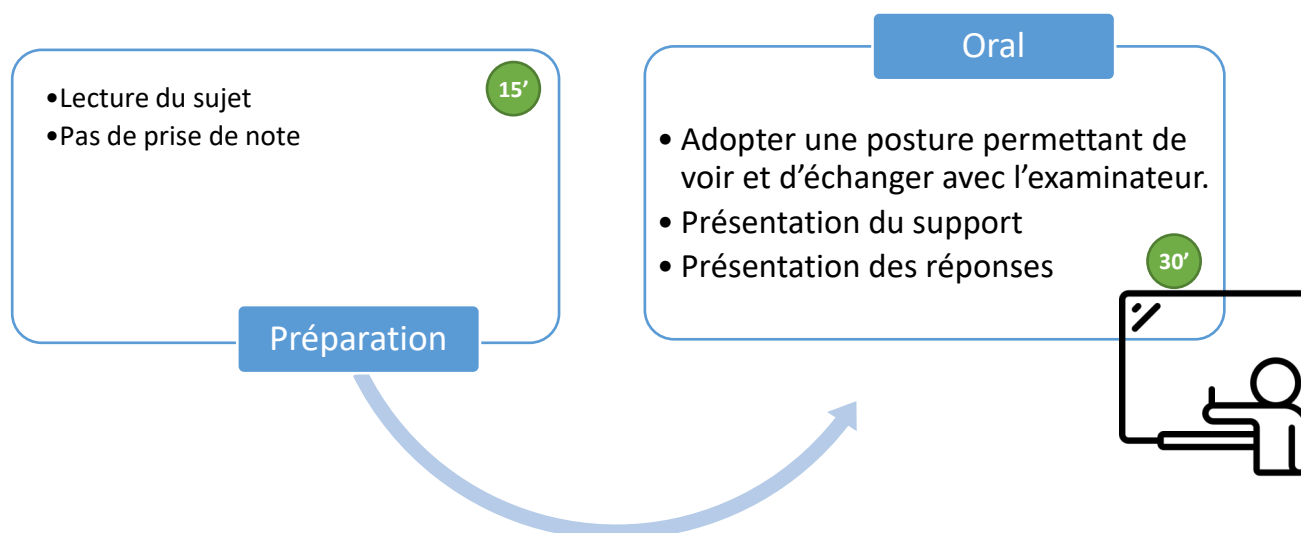 •Lecture du sujet
•Pas de prise de note
15’
Préparation
Oral
• Adopter une posture permettant de
voir et d’échanger avec l’examinateur.
• Présentation du support
• Présentation des réponses
30’